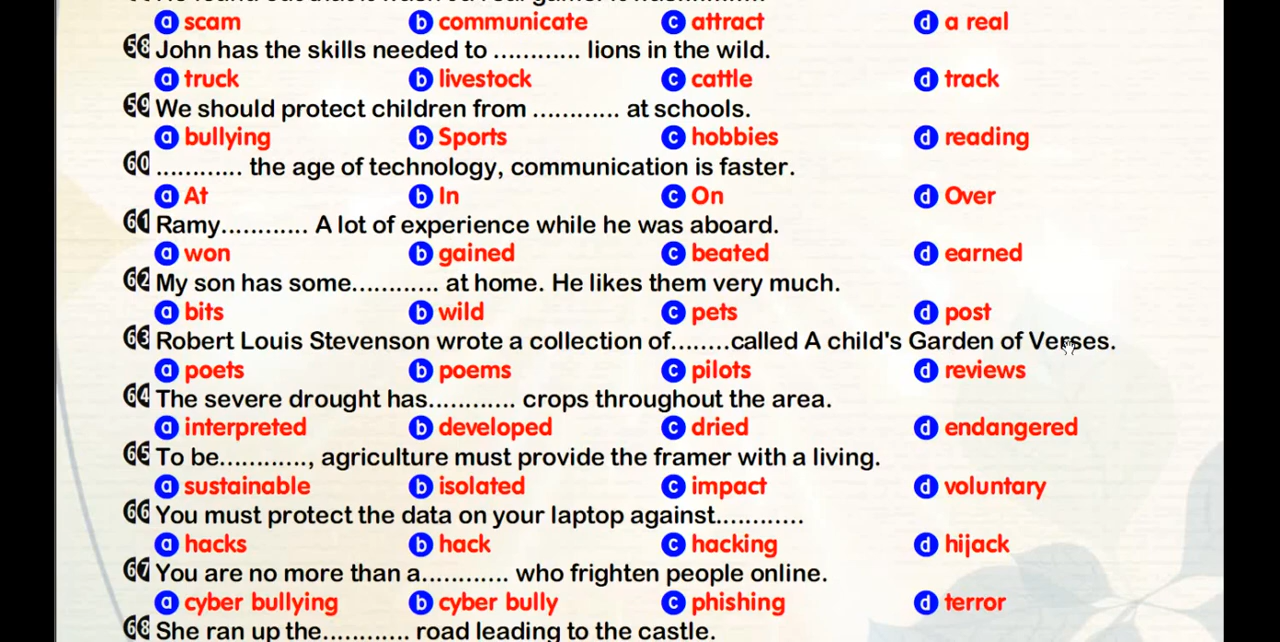 a scam b communicate c attract d a real
58 John has the skills needed to ............ lions in the wild.
a truck b livestock c cattle d track
59 We should protect children from ............ at schools.
a bullying b Sports c hobbies d reading
60 ............ the age of technology, communication is faster.
a At b In c On d Over
61 Ramy............ A lot of experience while he was aboard.
a won b gained c beated d earned
62 My son has some............ at home. He likes them very much.
a bits b wild c pets d post
63 Robert Louis Stevenson wrote a collection of........called A child's Garden of Verses.
a poets b poems c pilots d reviews
64 The severe drought has............ crops throughout the area.
a interpreted b developed c dried d endangered
65 To be............, agriculture must provide the framer with a living.
a sustainable b isolated c impact d voluntary
66 You must protect the data on your laptop against............
a hacks b hack c hacking d hijack
67 You are no more than a............ who frighten people online.
a cyber bullying b cyber bully c phishing d terror
68 She ran up the............ road leading to the castle.